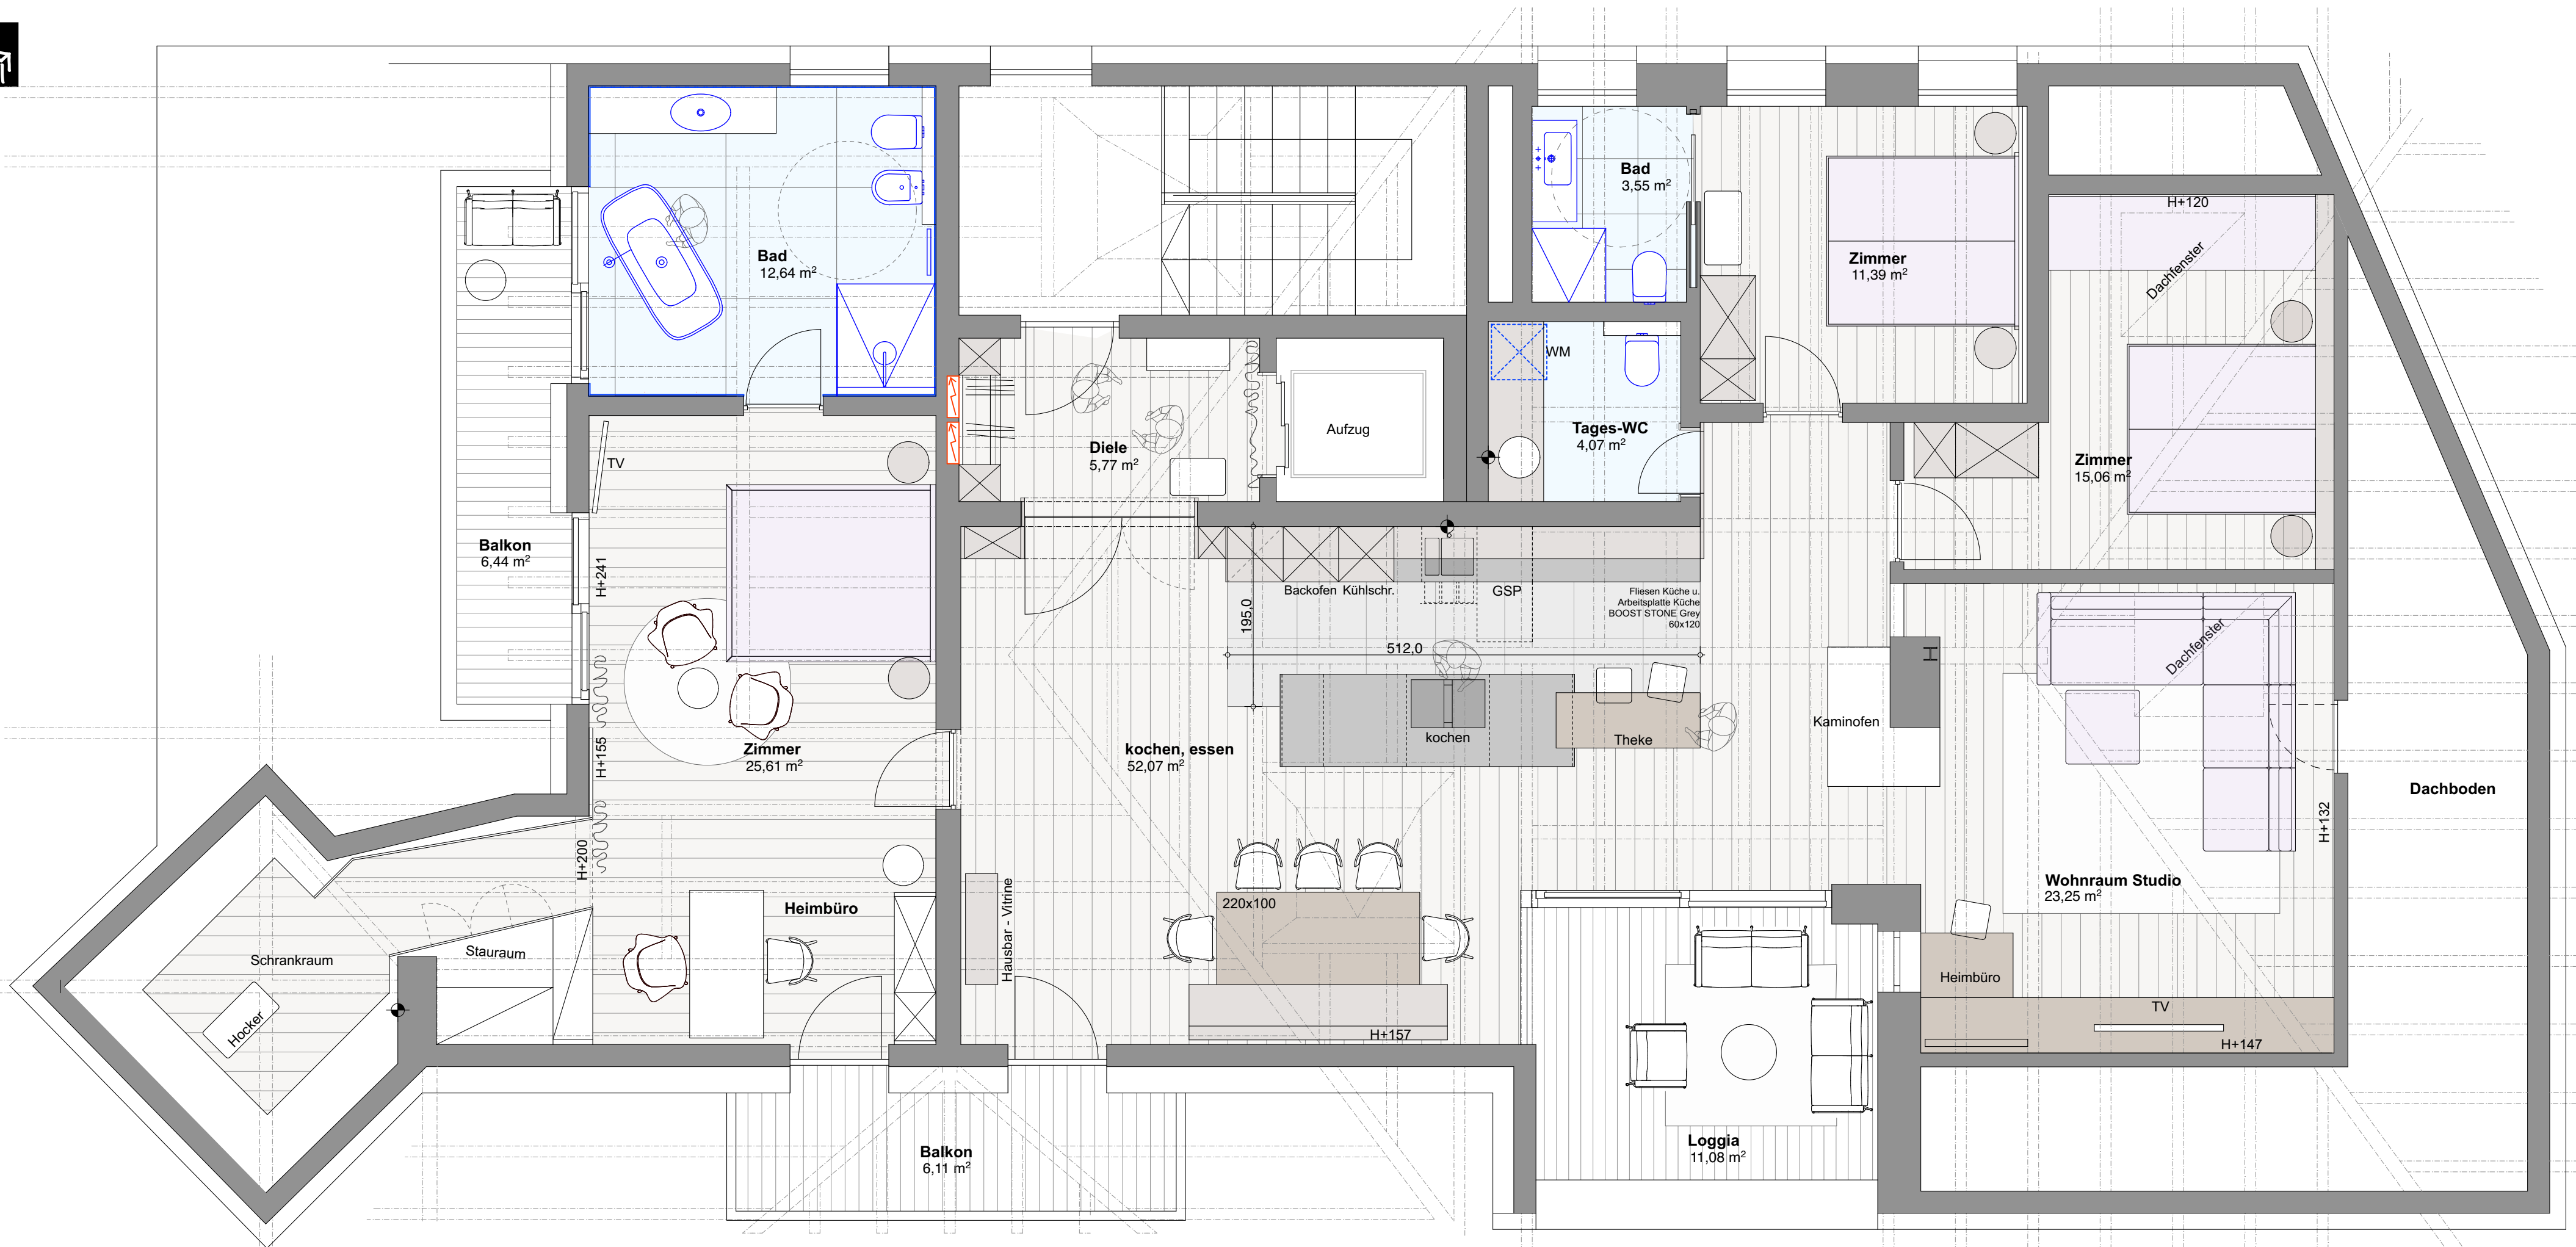 Bad
12,64 m²
Bad
3,55 m²
Zimmer
11,39 m²
H+120
Dachfenster
WM
Tages-WC
4,07 m²
Aufzug
Diele
5,77 m²
TV
Zimmer
15,06 m²
Balkon
6,44 m²
H+241
Backofen Kühlschr.
GSP
Fliesen Küche u.
Arbeitsplatte Küche
BOOST STONE Grey
60x120
195,0
512,0
H
Dachfenster
Kaminofen
kochen
Theke
H+155
Zimmer
25,61 m²
kochen, essen
52,07 m²
Dachboden
H+132
H+200
Wohnraum Studio
23,25 m²
Heimbüro
220x100
Hausbar - Vitrine
Stauraum
Schrankraum
Heimbüro
Hocker
TV
H+157
H+147
Balkon
6,11 m²
Loggia
11,08 m²